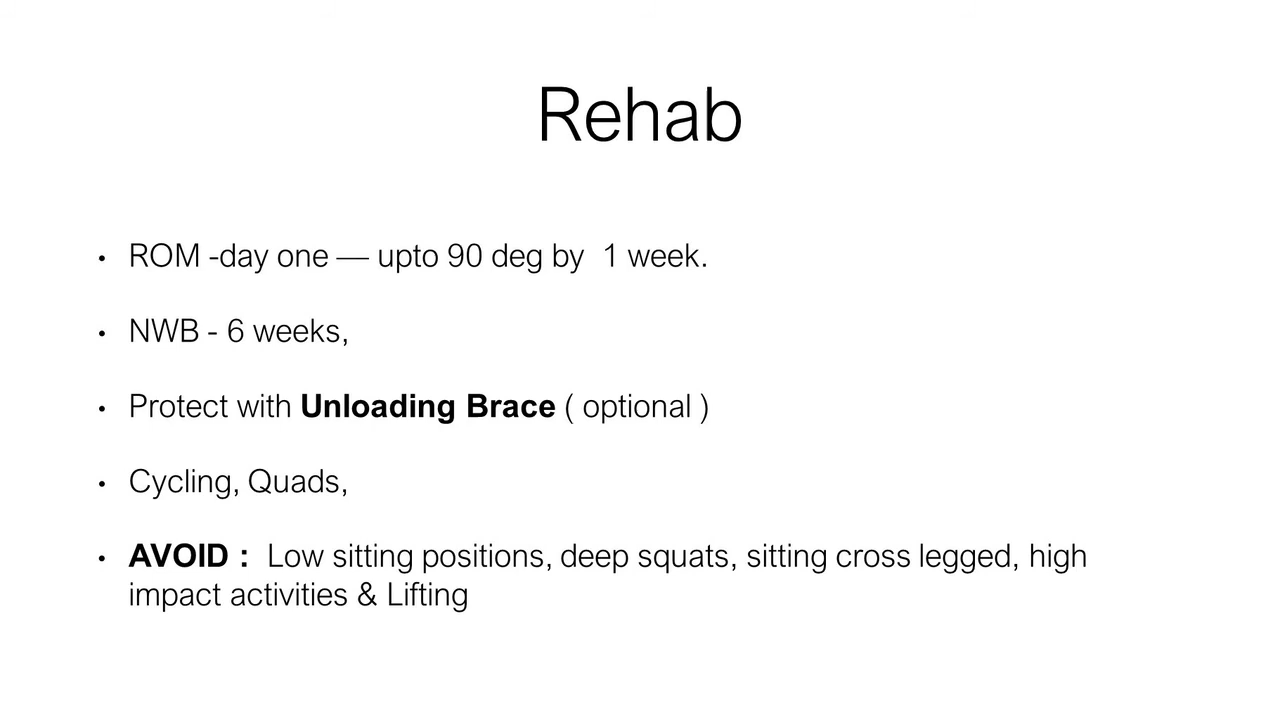 Rehab
• ROM -day one — upto 90 deg by  1 week.
• NWB - 6 weeks,
• Protect with Unloading Brace ( optional )
• Cycling, Quads,
• AVOID :  Low sitting positions, deep squats, sitting cross legged, high
impact activities & Lifting